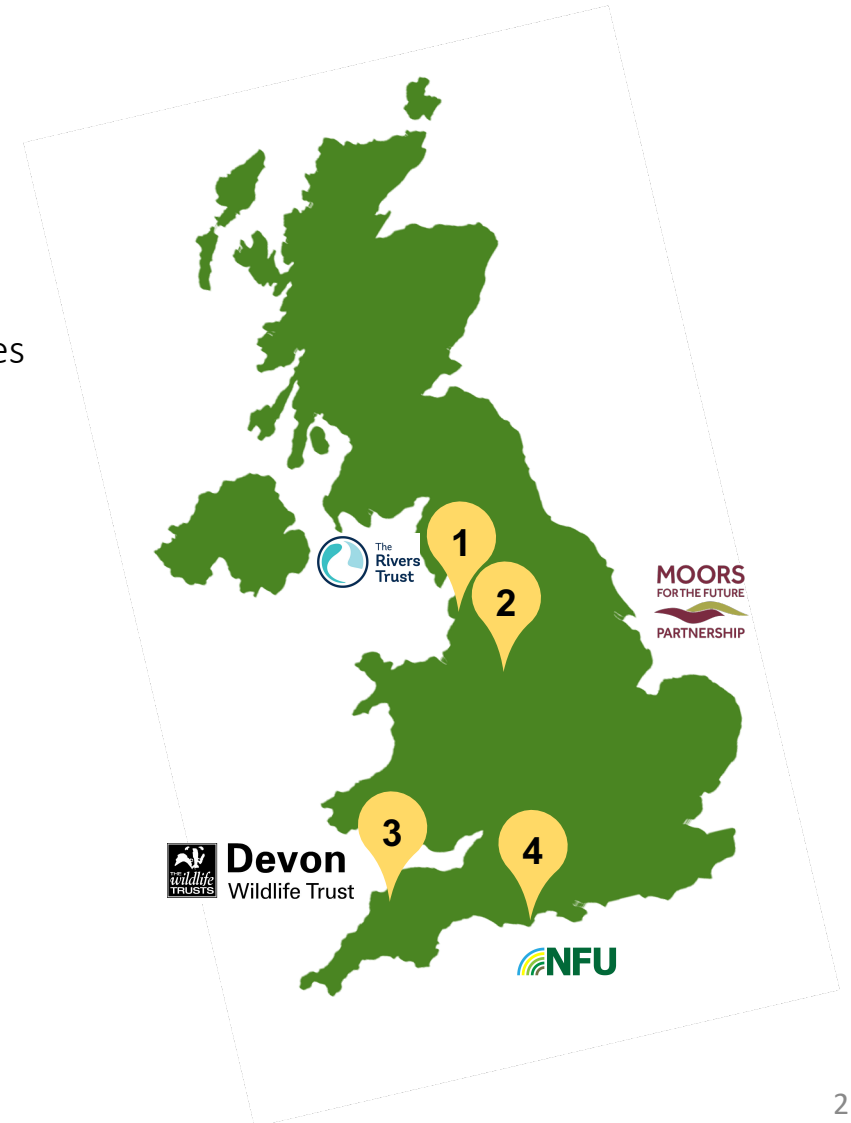 es
1
The
Rivers
Trust
2
MOORS
FOR THE FUTURE
PARTNERSHIP
3
4
THE
wildlife
TRUSTS
Devon
Wildlife Trust
NFU
2